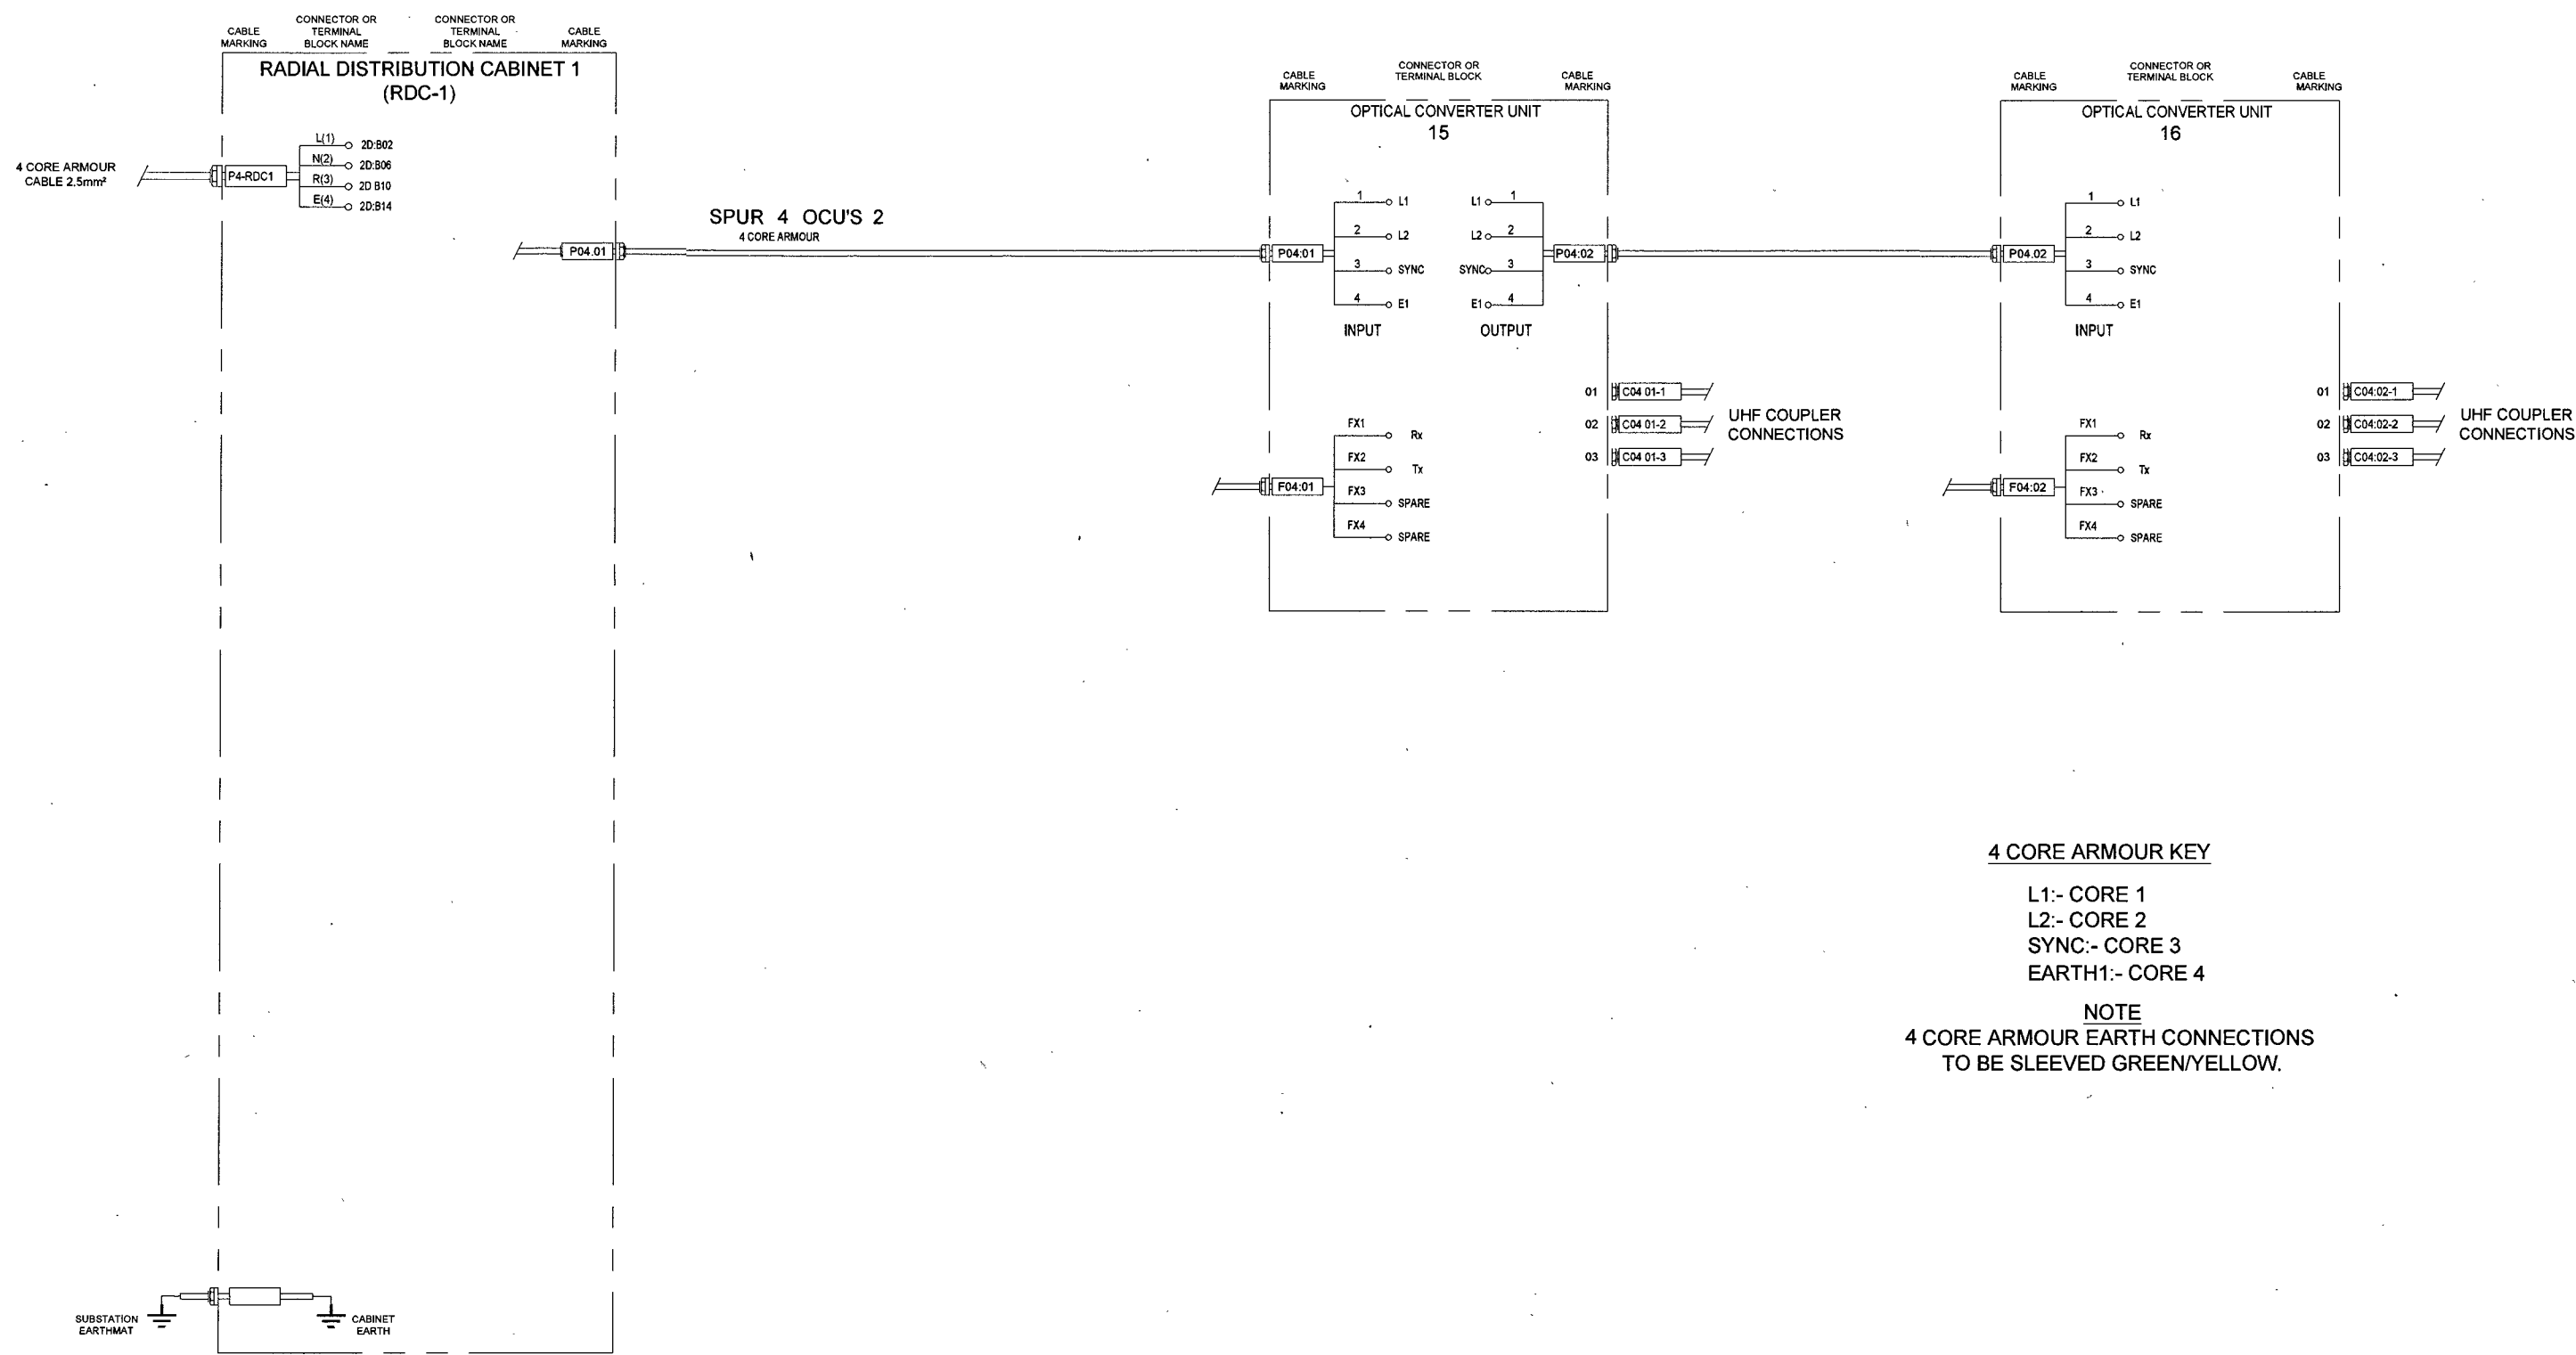 CABLE
MARKING
CONNECTOR OR
TERMINAL
BLOCK NAME
CONNECTOR OR
TERMINAL
BLOCK NAME
CABLE
MARKING
RADIAL DISTRIBUTION CABINET 1
(RDC-1)
4 CORE ARMOUR
CABLE 2.5mm²
P4-RDC1
L(1) 2D:B02
N(2) 2D:B06
R(3) 2D B10
E(4) 2D:B14
P04.01
SPUR 4 OCU'S 2
4 CORE ARMOUR
SUBSTATION
EARTHMAT
CABINET
EARTH
CABLE
MARKING
CONNECTOR OR
TERMINAL BLOCK
CABLE
MARKING
OPTICAL CONVERTER UNIT
15
P04:01
1 L1
2 L2
3 SYNC
4 E1
INPUT
L1 1
L2 2
SYNC 3
E1 4
OUTPUT
P04:02
01 C04 01-1
02 C04 01-2
03 C04 01-3
UHF COUPLER
CONNECTIONS
F04:01
FX1 Rx
FX2 Tx
FX3 SPARE
FX4 SPARE
CABLE
MARKING
CONNECTOR OR
TERMINAL BLOCK
CABLE
MARKING
OPTICAL CONVERTER UNIT
16
P04.02
1 L1
2 L2
3 SYNC
4 E1
INPUT
01 C04:02-1
02 C04:02-2
03 C04:02-3
UHF COUPLER
CONNECTIONS
F04:02
FX1 Rx
FX2 Tx
FX3 SPARE
FX4 SPARE
4 CORE ARMOUR KEY
L1:- CORE 1
L2:- CORE 2
SYNC:- CORE 3
EARTH1:- CORE 4
NOTE
4 CORE ARMOUR EARTH CONNECTIONS
TO BE SLEEVED GREEN/YELLOW.